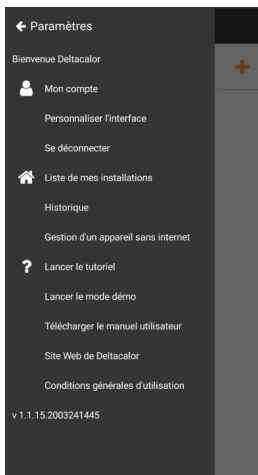 Paramètres
Bienvenue Deltacalor
Mon compte
Personnaliser l'interface
Se déconnecter
Liste de mes installations
Historique
Gestion d'un appareil sans internet
Lancer le tutoriel
Lancer le mode démo
Télécharger le manuel utilisateur
Site Web de Deltacalor
Conditions générales d'utilisation
v 1.1.15.2003241445